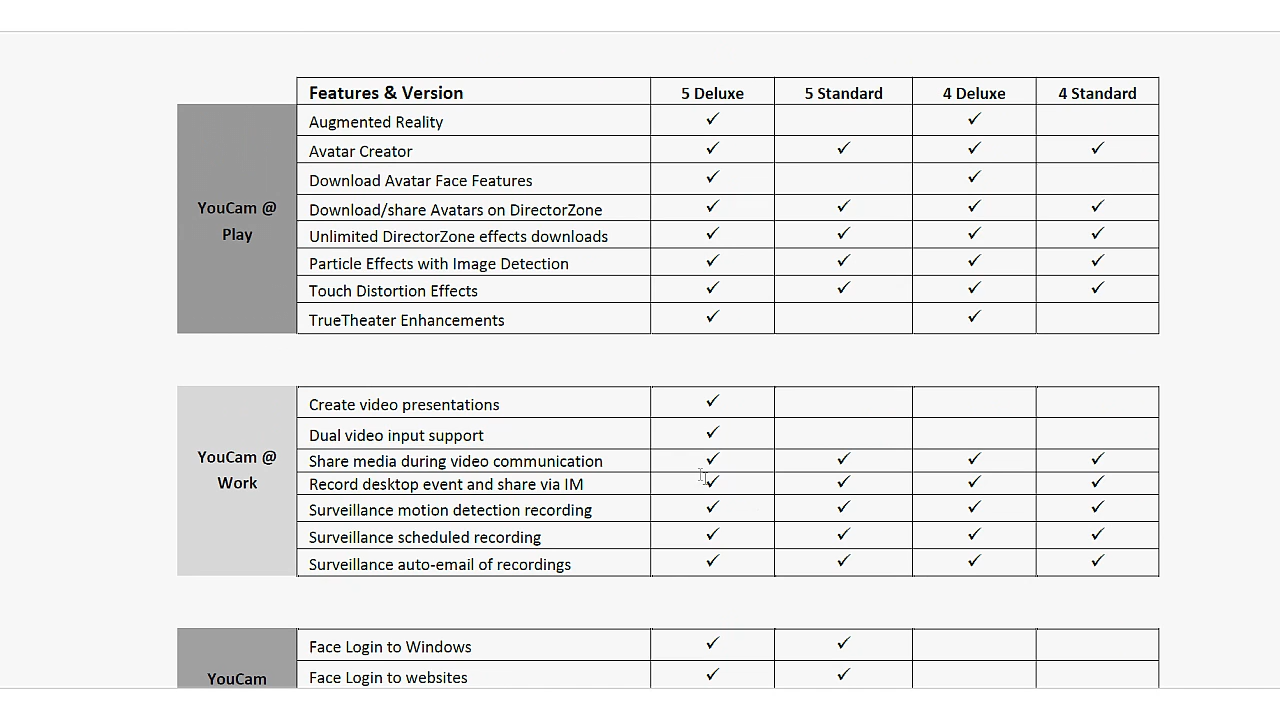 Features & Version 5 Deluxe 5 Standard 4 Deluxe 4 Standard
YouCam @
Play
Augmented Reality ✓ ✓
Avatar Creator ✓ ✓ ✓ ✓
Download Avatar Face Features ✓ ✓
Download/share Avatars on DirectorZone ✓ ✓ ✓ ✓
Unlimited DirectorZone effects downloads ✓ ✓ ✓ ✓
Particle Effects with Image Detection ✓ ✓ ✓ ✓
Touch Distortion Effects ✓ ✓ ✓ ✓
TrueTheater Enhancements ✓ ✓
YouCam @
Work
Create video presentations ✓
Dual video input support ✓
Share media during video communication ✓ ✓ ✓ ✓
Record desktop event and share via IM ✓ ✓ ✓ ✓
Surveillance motion detection recording ✓ ✓ ✓ ✓
Surveillance scheduled recording ✓ ✓ ✓ ✓
Surveillance auto-email of recordings ✓ ✓ ✓ ✓
YouCam
Face Login to Windows ✓ ✓
Face Login to websites ✓ ✓